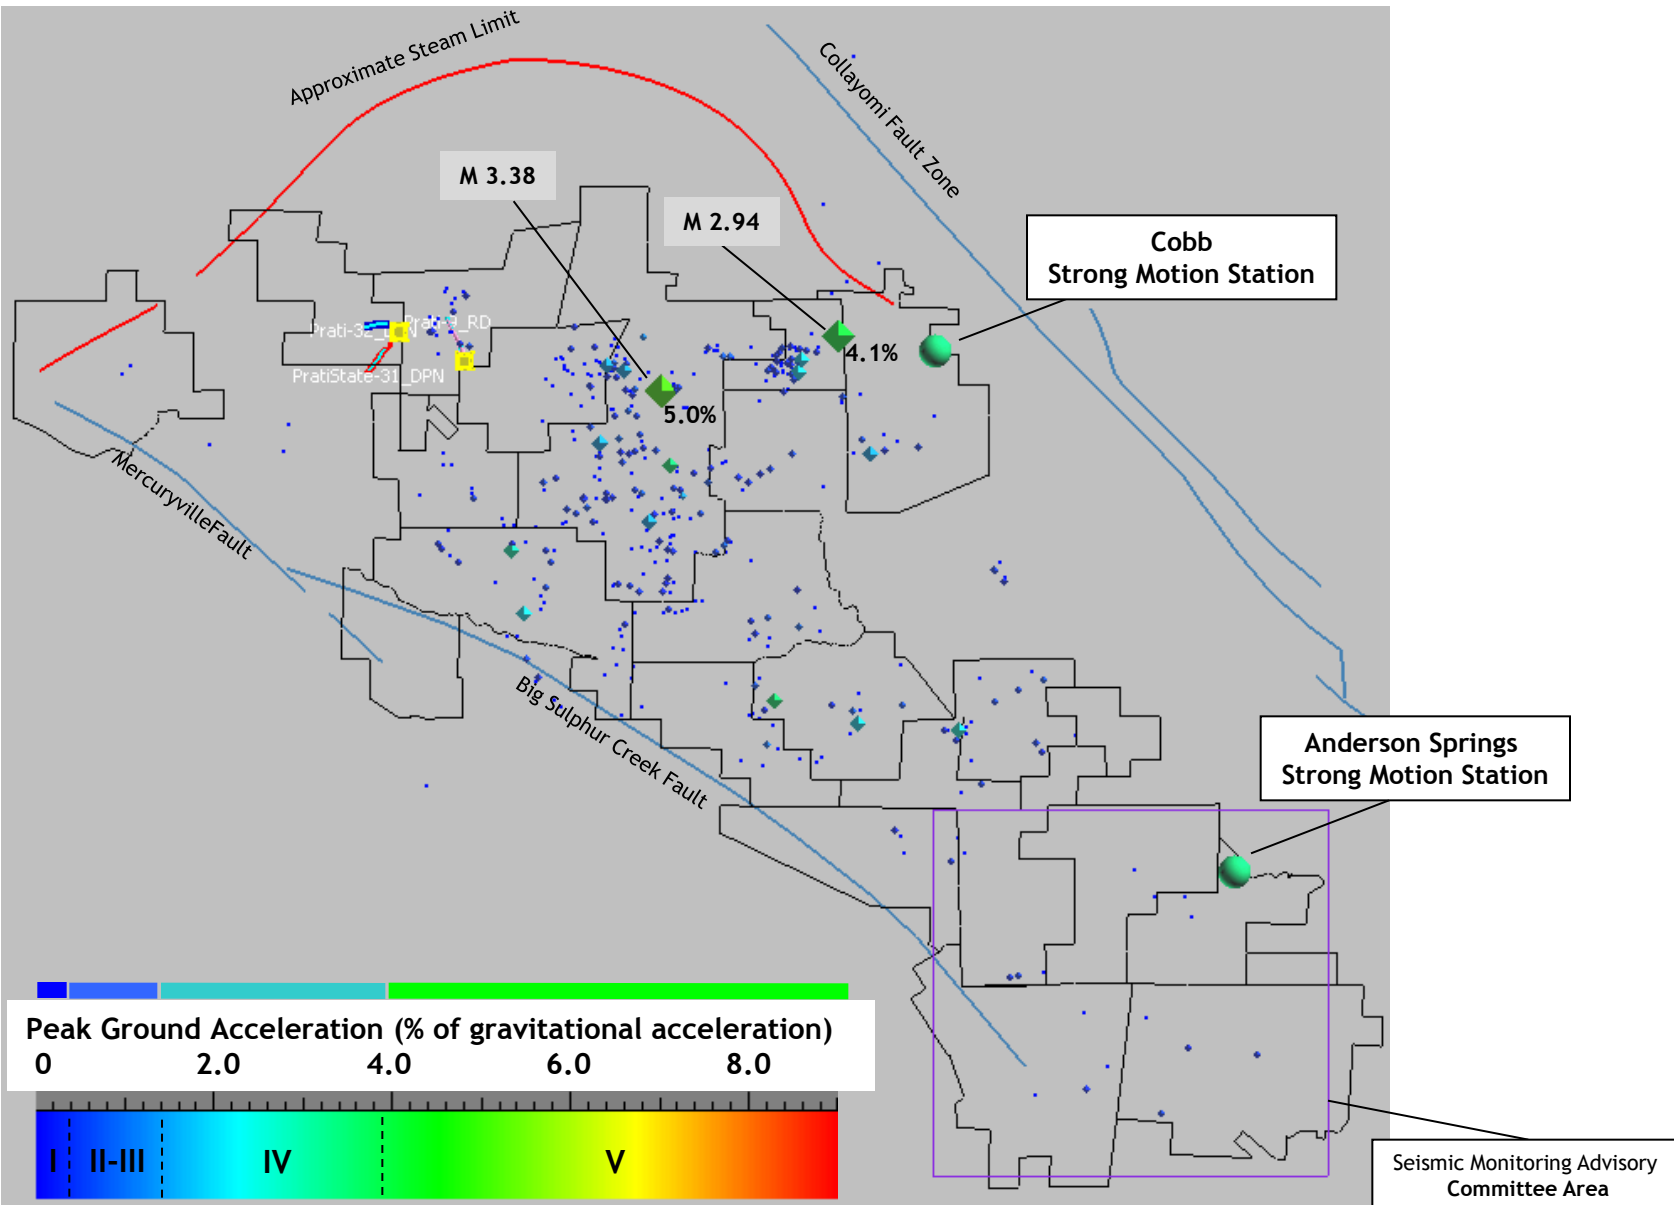 Approximate Steam Limit
Collayomi Fault Zone
M 3.38
M 2.94
Cobb
Strong Motion Station
4.1%
5.0%
Prati-9_RD
PratiState-31_DPN
MercuryvilleFault
Big Sulphur Creek Fault
Anderson Springs
Strong Motion Station
Peak Ground Acceleration (% of gravitational acceleration)
0 2.0 4.0 6.0 8.0
I II-III IV V
Seismic Monitoring Advisory
Committee Area